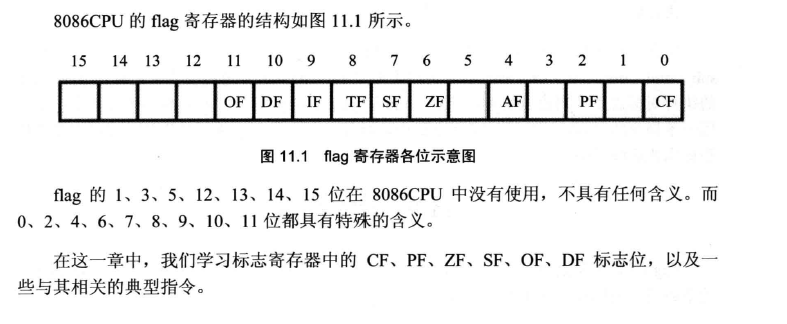 8086CPU 的 flag 寄存器的结构如图 11.1 所示。
15 14 13 12 11 10 9 8 7 6 5 4 3 2 1 0
OF DF IF TF SF ZF AF PF CF
图 11.1 flag 寄存器各位示意图
flag 的 1、3、5、12、13、14、15 位在 8086CPU 中没有使用，不具有任何含义。而
0、2、4、6、7、8、9、10、11 位都具有特殊的含义。
在这一章中，我们学习标志寄存器中的 CF、PF、ZF、SF、OF、DF 标志位，以及一
些与其相关的典型指令。